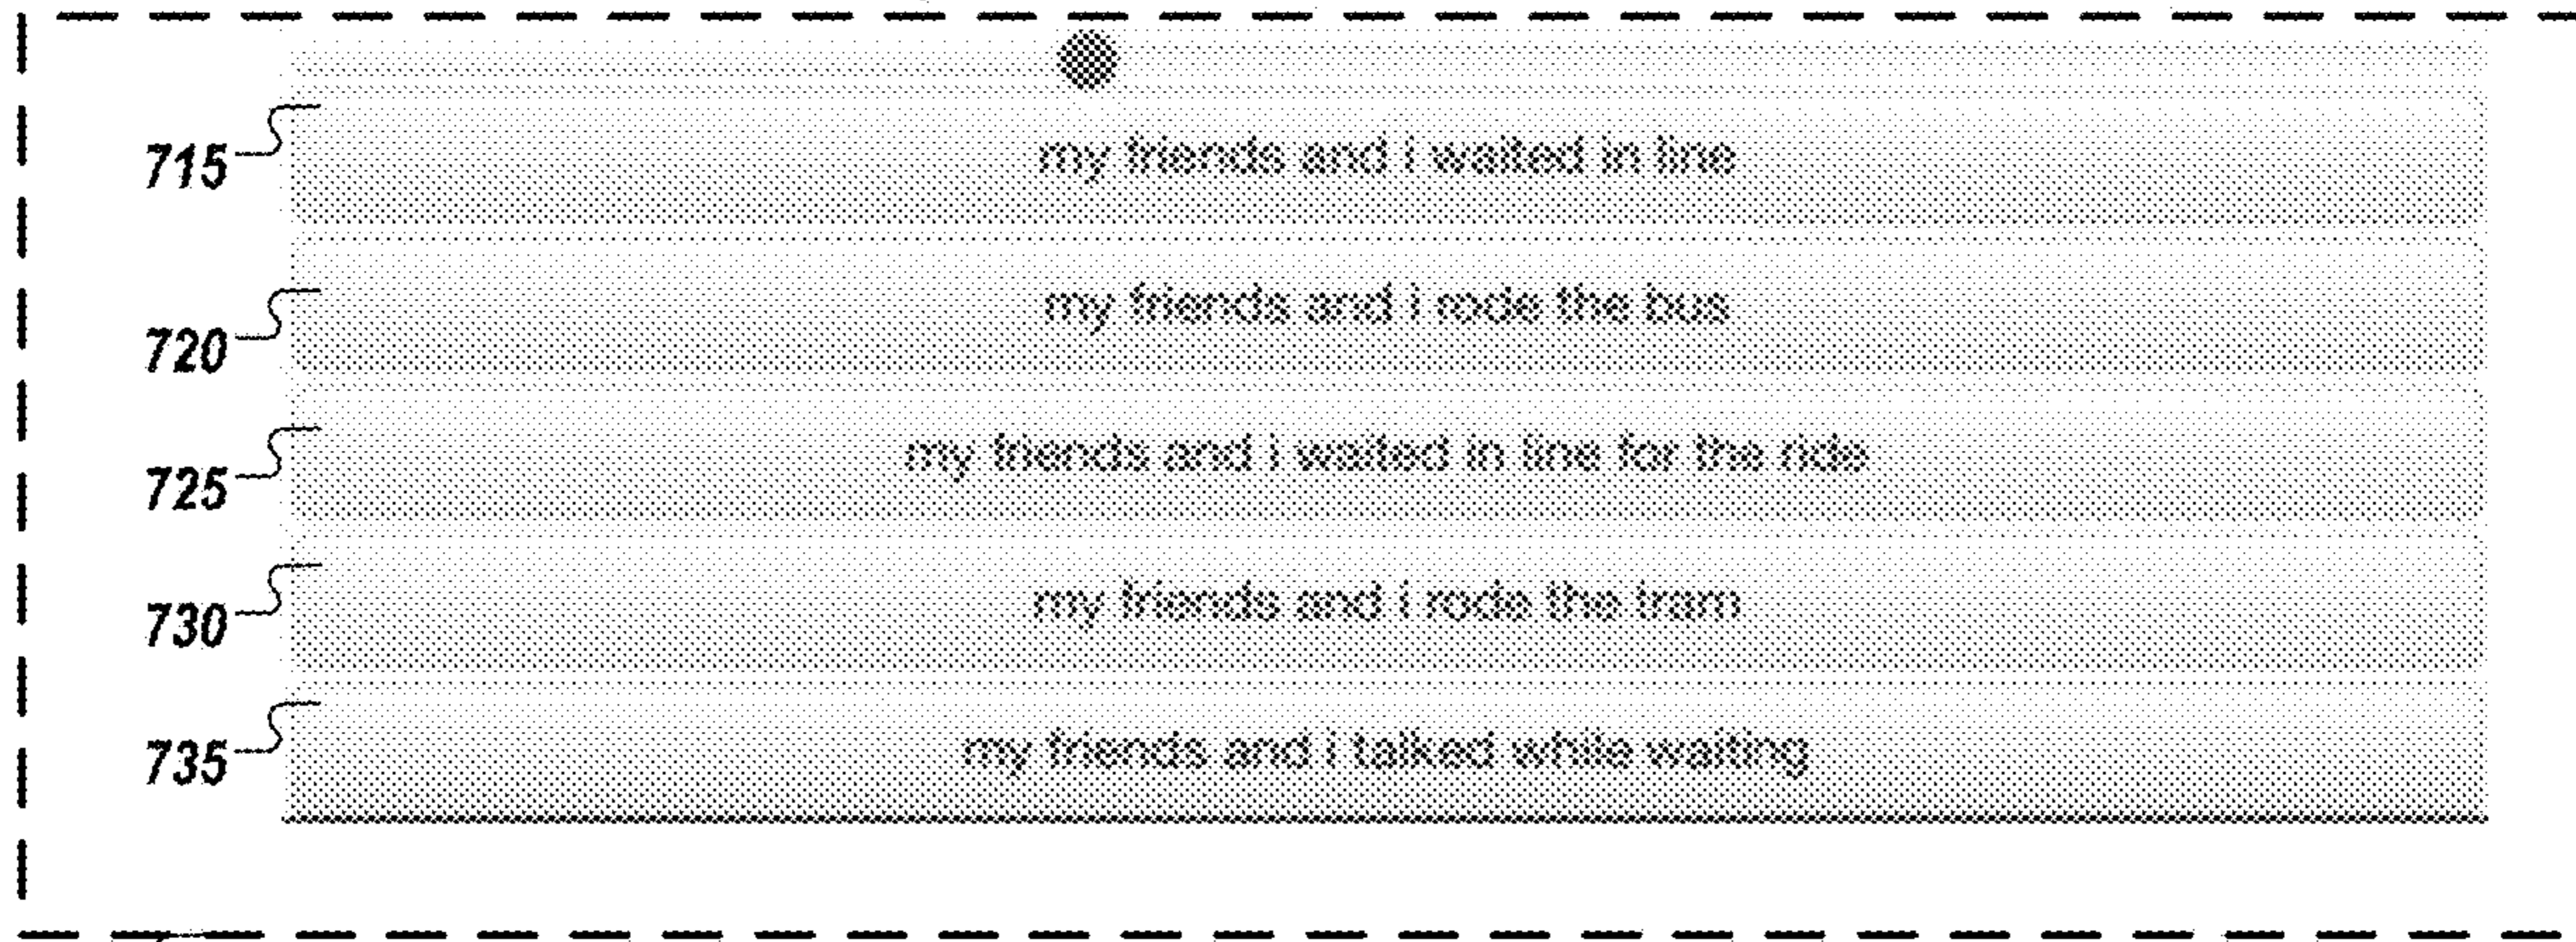 715 my friends and i waited in line
720 my friends and i rode the bus
725 my friends and i waited in line for the ride
730 my friends and i rode the tram
735 my friends and i talked while waiting